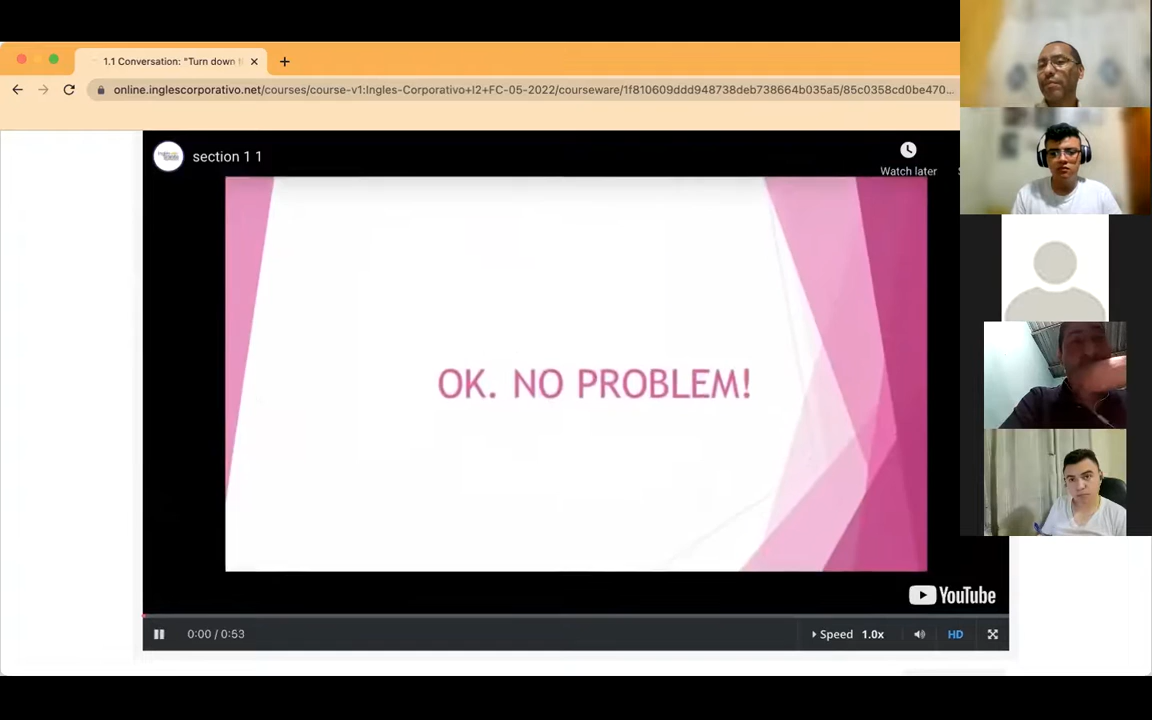 1.1 Conversation: "Turn down t
online.inglescorporativo.net/courses/course-v1:Ingles-Corporativo+I2+FC-05-2022/courseware/1f810609ddd948738deb738664b035a5/85c0358cd0be470...
section 1 1
Watch later
OK. NO PROBLEM!
YouTube
0:00 / 0:53
Speed 1.0x
HD